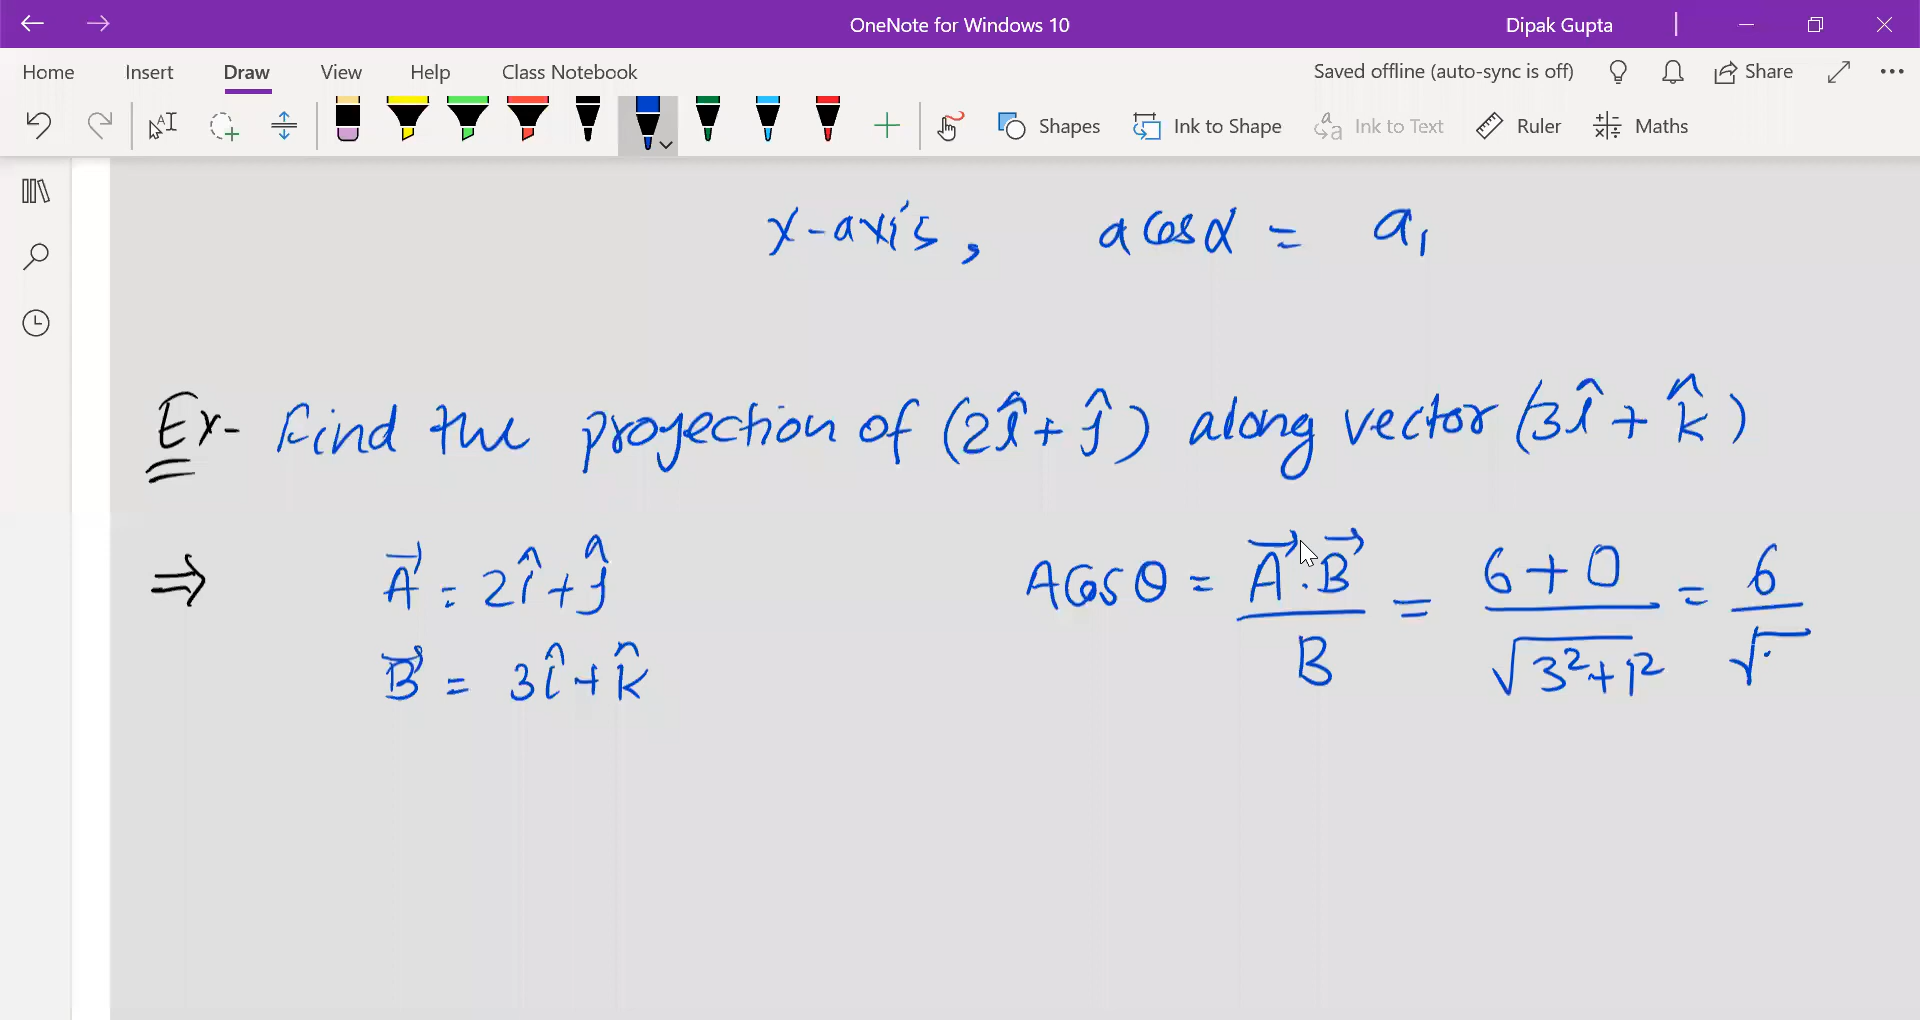 OneNote for Windows 10
Dipak Gupta
Home Insert Draw View Help Class Notebook
Saved offline (auto-sync is off) Share
Shapes Ink to Shape Ink to Text Ruler Maths
x-axis, a cosα = a₁
Ex- Find the projection of (2î + ĵ) along vector (3î + k̂)
⇒ A⃗ = 2î + ĵ
A cosθ = A⃗·B⃗ / B = 6+0 / √3²+1² = 6 / √
B⃗ = 3î + k̂